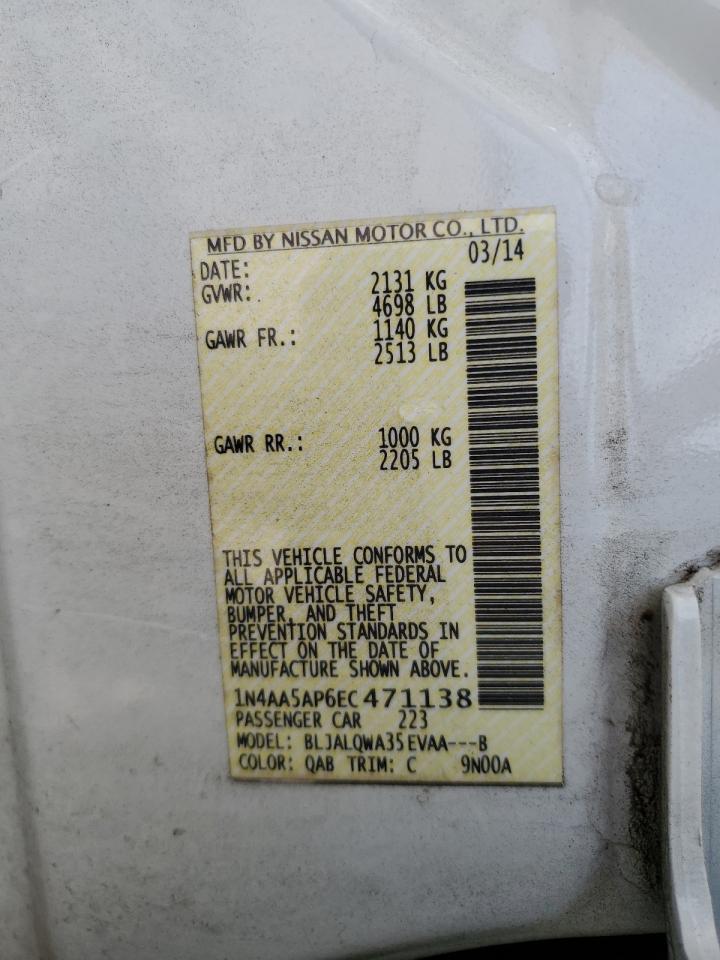 MFD BY NISSAN MOTOR CO., LTD.
DATE: 03/14
GVWR: 2131 KG
4698 LB
GAWR FR.: 1140 KG
2513 LB
GAWR RR.: 1000 KG
2205 LB
THIS VEHICLE CONFORMS TO
ALL APPLICABLE FEDERAL
MOTOR VEHICLE SAFETY,
BUMPER, AND THEFT
PREVENTION STANDARDS IN
EFFECT ON THE DATE OF
MANUFACTURE SHOWN ABOVE.
1N4AA5AP6EC471138
PASSENGER CAR 223
MODEL: BLJALQWA35EVAA---B
COLOR: QAB TRIM: C 9N00A